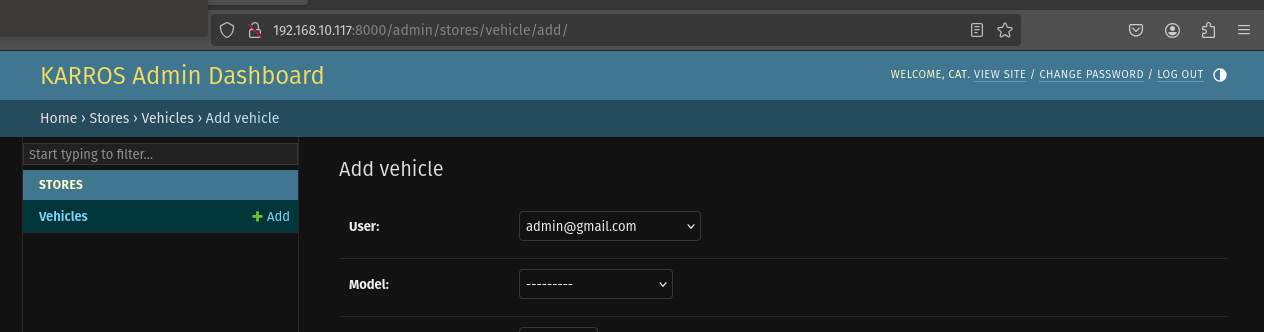 192.168.10.117:8000/admin/stores/vehicle/add/
KARROS Admin Dashboard
WELCOME, CAT. VIEW SITE / CHANGE PASSWORD / LOG OUT
Home › Stores › Vehicles › Add vehicle
Start typing to filter...
Add vehicle
STORES
Vehicles + Add
User: admin@gmail.com
Model: ---------